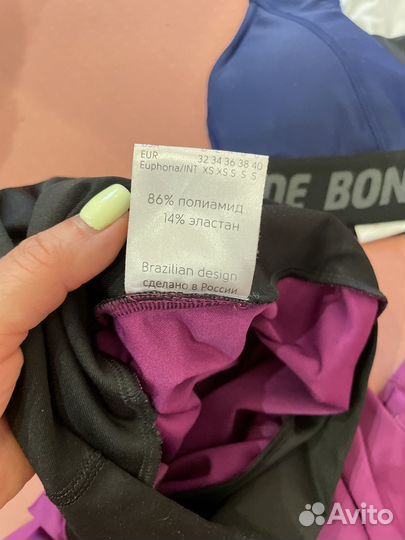 EUR 32 34 36 38 40
Euphoria/INT XS XS S S S
86% полиамид
14% эластан
Brazilian design
сделано в России
DE BON
Avito